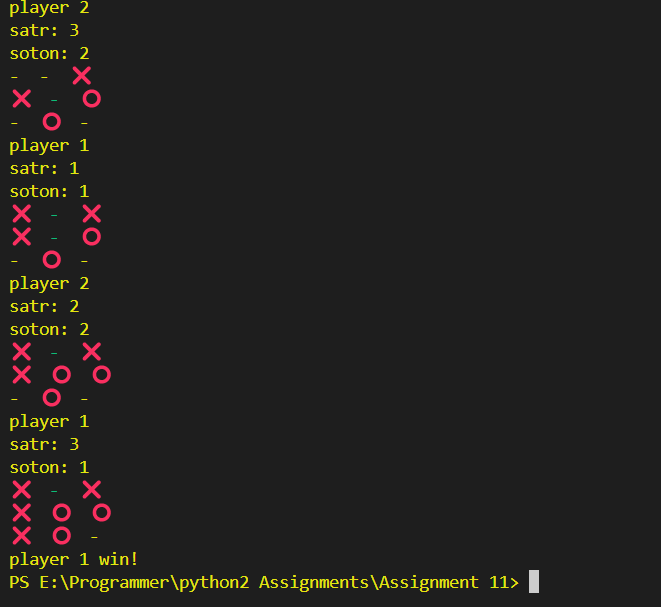 player 2
satr: 3
soton: 2
- - ❌
❌ - ⭕
- ⭕ -
player 1
satr: 1
soton: 1
❌ - ❌
❌ - ⭕
- ⭕ -
player 2
satr: 2
soton: 2
❌ - ❌
❌ ⭕ ⭕
- ⭕ -
player 1
satr: 3
soton: 1
❌ - ❌
❌ ⭕ ⭕
❌ ⭕ -
player 1 win!
PS E:\Programmer\python2 Assignments\Assignment 11>